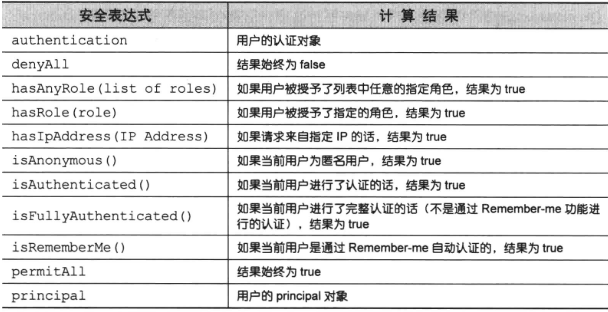 安全表达式 计算结果
authentication 用户的认证对象
denyAll 结果始终为 false
hasAnyRole(list of roles) 如果用户被授予了列表中任意的指定角色，结果为 true
hasRole(role) 如果用户被授予了指定的角色，结果为 true
hasIpAddress(IP Address) 如果请求来自指定 IP 的话，结果为 true
isAnonymous() 如果当前用户为匿名用户，结果为 true
isAuthenticated() 如果当前用户进行了认证的话，结果为 true
isFullyAuthenticated() 如果当前用户进行了完整认证的话（不是通过 Remember-me 功能进
行的认证），结果为 true
isRememberMe() 如果当前用户是通过 Remember-me 自动认证的，结果为 true
permitAll 结果始终为 true
principal 用户的 principal 对象